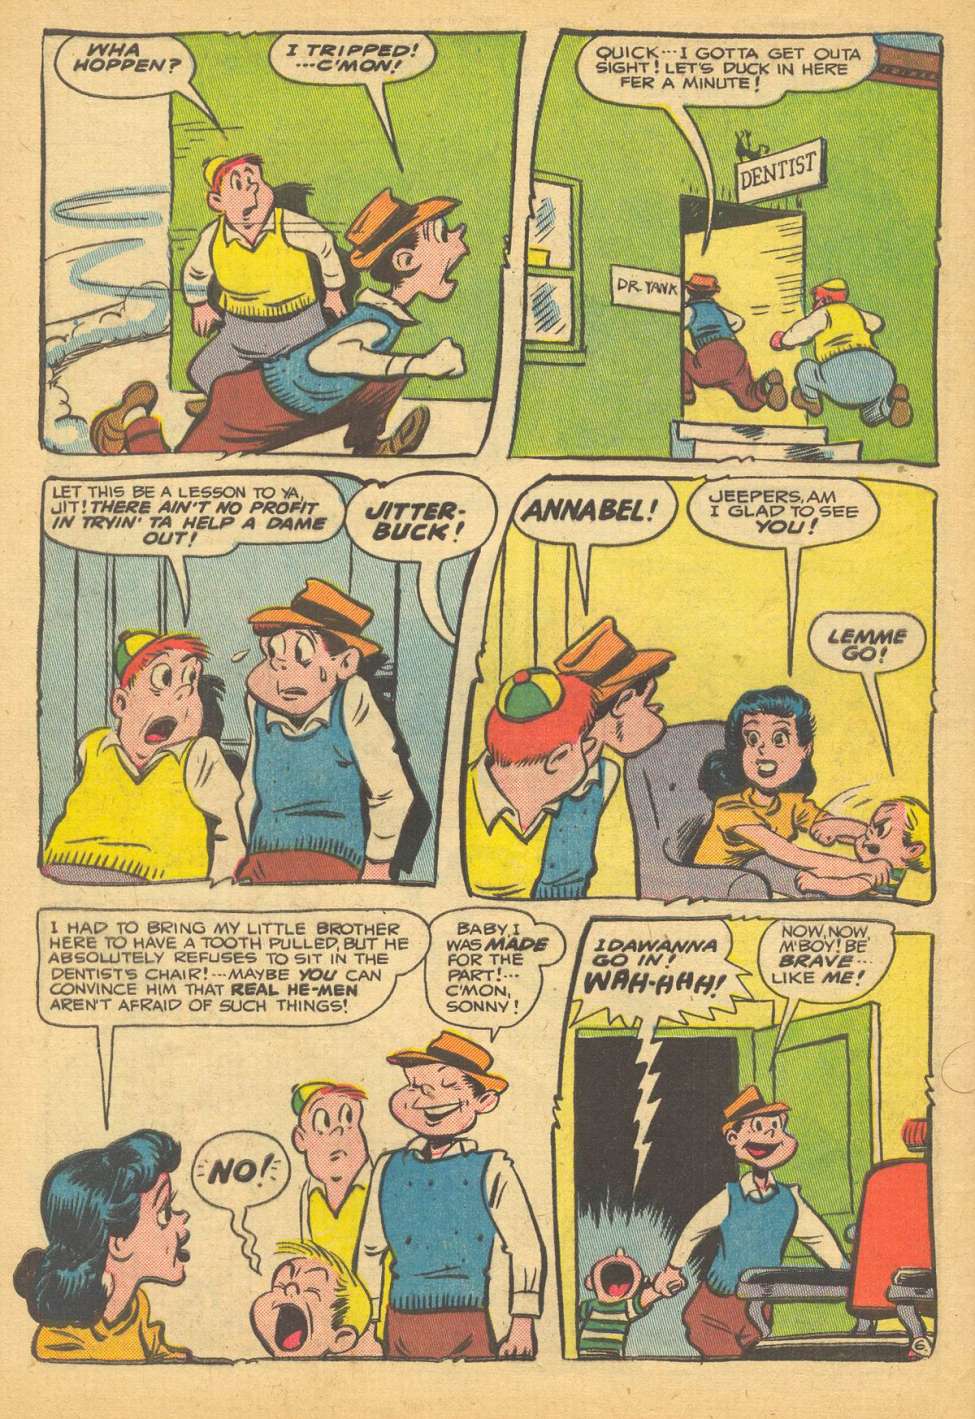 WHA
HOPPEN?
I TRIPPED!
...C'MON!
QUICK...I GOTTA GET OUTA
SIGHT! LET'S DUCK IN HERE
FER A MINUTE!
DENTIST
DR. YANK
LET THIS BE A LESSON TO YA,
JIT! THERE AIN'T NO PROFIT
IN TRYIN' TA HELP A DAME
OUT!
JITTER-
BUCK!
ANNABEL!
JEEPERS, AM
I GLAD TO SEE
YOU!
LEMME
GO!
I HAD TO BRING MY LITTLE BROTHER
HERE TO HAVE A TOOTH PULLED, BUT HE
ABSOLUTELY REFUSES TO SIT IN THE
DENTIST'S CHAIR!...MAYBE YOU CAN
CONVINCE HIM THAT REAL HE-MEN
AREN'T AFRAID OF SUCH THINGS!
NO!
BABY, I
WAS MADE
FOR THE
PART!...
C'MON,
SONNY!
I DAWANNA
GO IN!
WAH-HHH!
NOW, NOW,
M'BOY! BE
BRAVE...
LIKE ME!
6